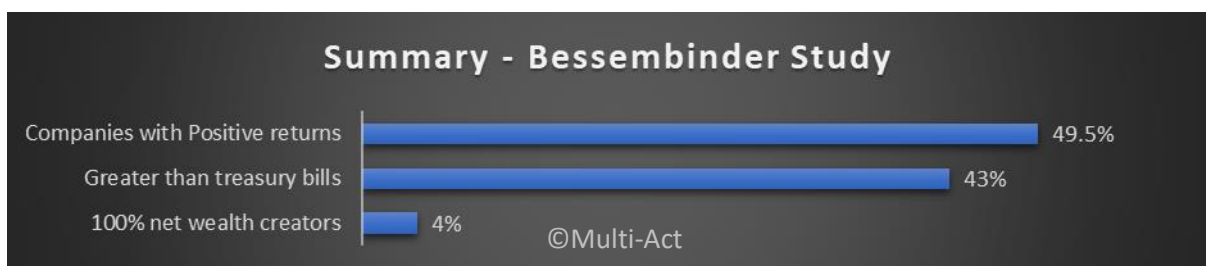 Summary - Bessembinder Study
Companies with Positive returns 49.5%
Greater than treasury bills 43%
100% net wealth creators 4%
©Multi-Act